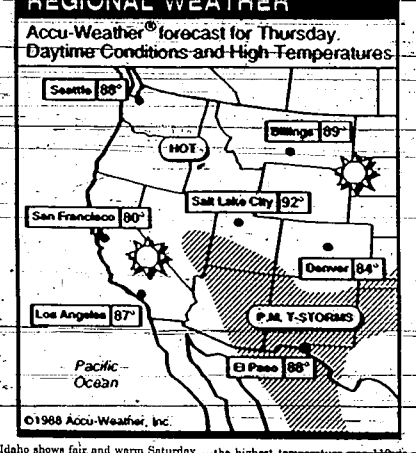 REGIONAL WEATHER
Accu-Weather® forecast for Thursday.
Daytime Conditions and High Temperatures
Seattle 88°
Billings 89°
HOT
Salt Lake City 92°
San Francisco 80°
Denver 84°
Los Angeles 87°
P.M. T-STORMS
El Paso 88°
Pacific
Ocean
©1988 Accu-Weather, Inc.
Idaho shows fair and warm Saturday the highest temperature was